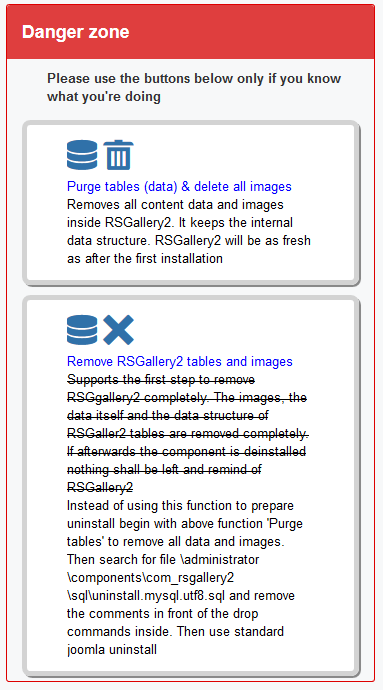 Danger zone
Please use the buttons below only if you know
what you're doing
Purge tables (data) & delete all images
Removes all content data and images
inside RSGallery2. It keeps the internal
data structure. RSGallery2 will be as fresh
as after the first installation
Remove RSGallery2 tables and images
Supports the first step to remove
RSGgallery2 completely. The images, the
data itself and the data structure of
RSGaller2 tables are removed completely.
If afterwards the component is deinstalled
nothing shall be left and remind of
RSGallery2
Instead of using this function to prepare
uninstall begin with above function 'Purge
tables' to remove all data and images.
Then search for file \administrator
\components\com_rsgallery2
\sql\uninstall.mysql.utf8.sql and remove
the comments in front of the drop
commands inside. Then use standard
joomla uninstall